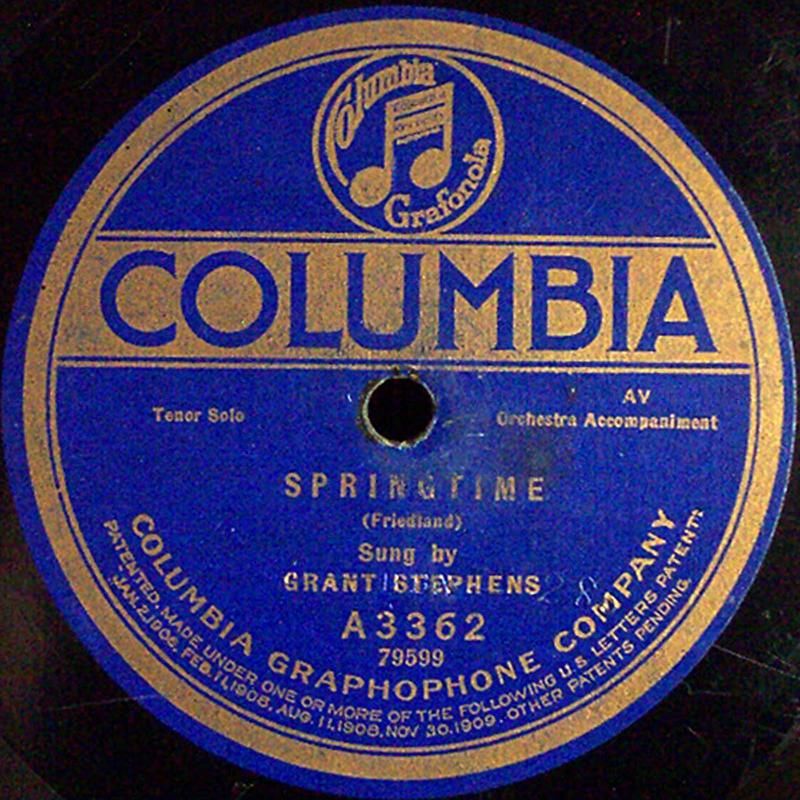 Columbia
Grafonola
COLUMBIA
AV
Tenor Solo
Orchestra Accompaniment
SPRINGTIME
(Friedland)
Sung by
GRANT STEPHENS
A3362
79599
COLUMBIA GRAPHOPHONE COMPANY
PATENTED, MADE UNDER ONE OR MORE OF THE FOLLOWING U.S. LETTERS PATENT:
JAN.2,1906, FEB.11,1908, AUG.11,1908, NOV 30,1909. OTHER PATENTS PENDING.